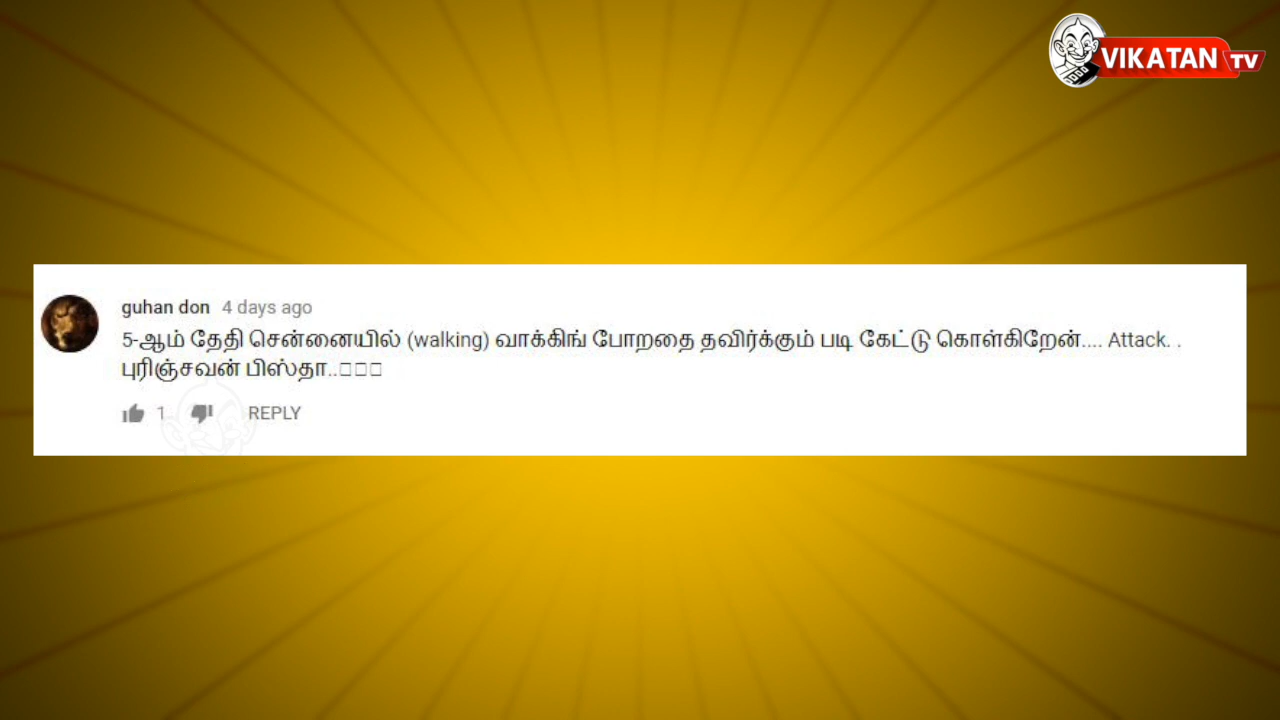 VIKATAN TV
guhan don 4 days ago
5-ஆம் தேதி சென்னையில் (walking) வாக்கிங் போறதை தவிர்க்கும் படி கேட்டு கொள்கிறேன்.... Attack. .
புரிஞ்சவன் பிஸ்தா..□□□
1 REPLY